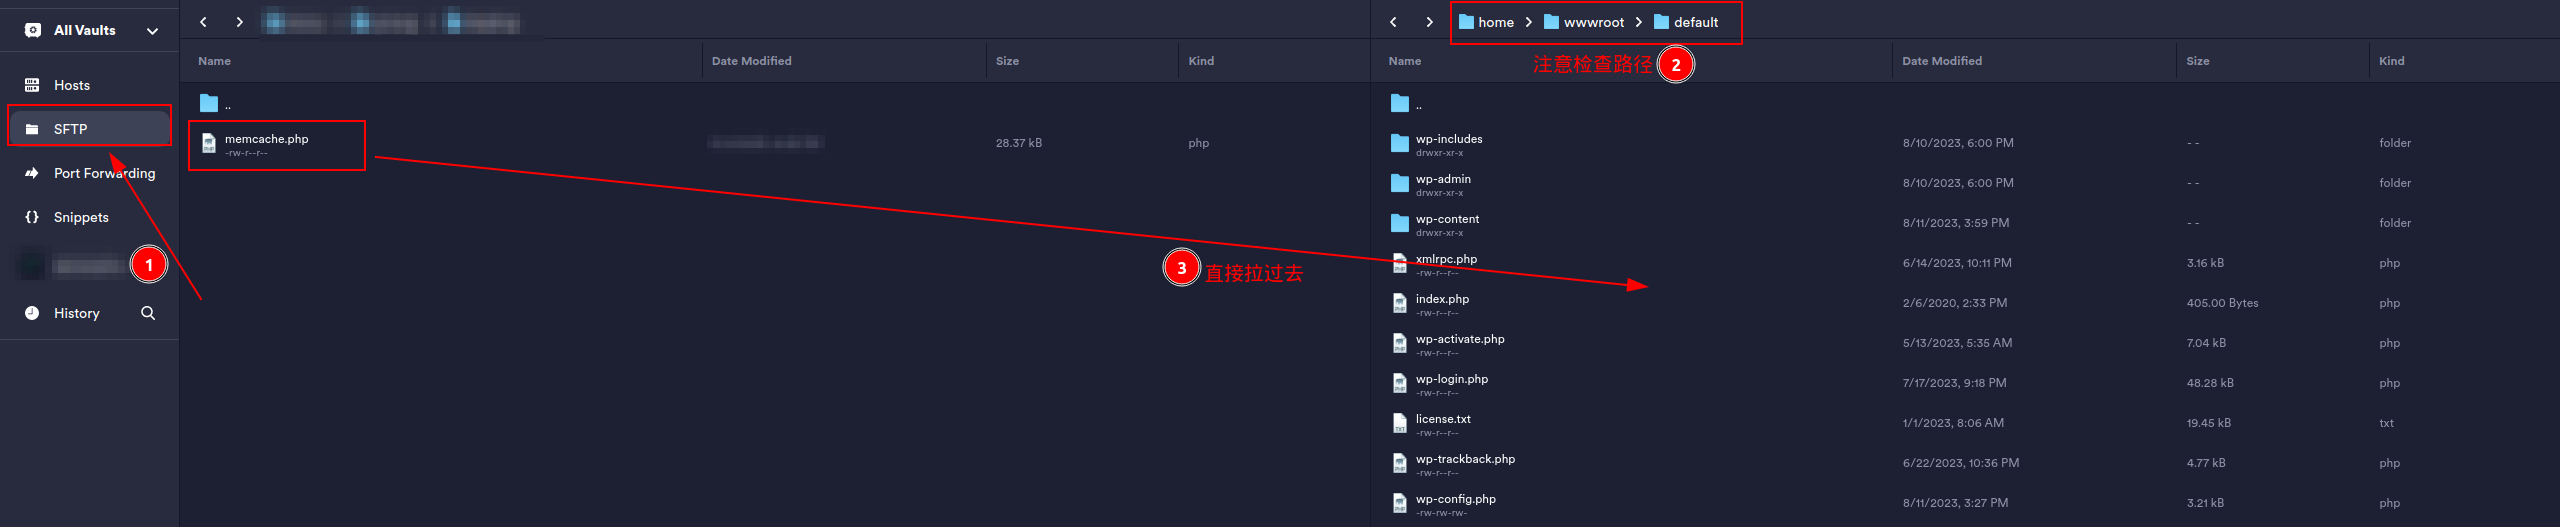 All Vaults
Hosts
SFTP
Port Forwarding
Snippets
1
History
Name Date Modified Size Kind
..
memcache.php 28.37 kB php
-rw-r--r--
3 直接拉过去
home wwwroot default
注意检查路径 2
Name Date Modified Size Kind
..
wp-includes 8/10/2023, 6:00 PM - - folder
drwxr-xr-x
wp-admin 8/10/2023, 6:00 PM - - folder
drwxr-xr-x
wp-content 8/11/2023, 3:59 PM - - folder
drwxr-xr-x
xmlrpc.php 6/14/2023, 10:11 PM 3.16 kB php
-rw-r--r--
index.php 2/6/2020, 2:33 PM 405.00 Bytes php
-rw-r--r--
wp-activate.php 5/13/2023, 5:35 AM 7.04 kB php
-rw-r--r--
wp-login.php 7/17/2023, 9:18 PM 48.28 kB php
-rw-r--r--
license.txt 1/1/2023, 8:06 AM 19.45 kB txt
-rw-r--r--
wp-trackback.php 6/22/2023, 10:36 PM 4.77 kB php
-rw-r--r--
wp-config.php 8/11/2023, 3:27 PM 3.21 kB php
-rw-rw-rw-